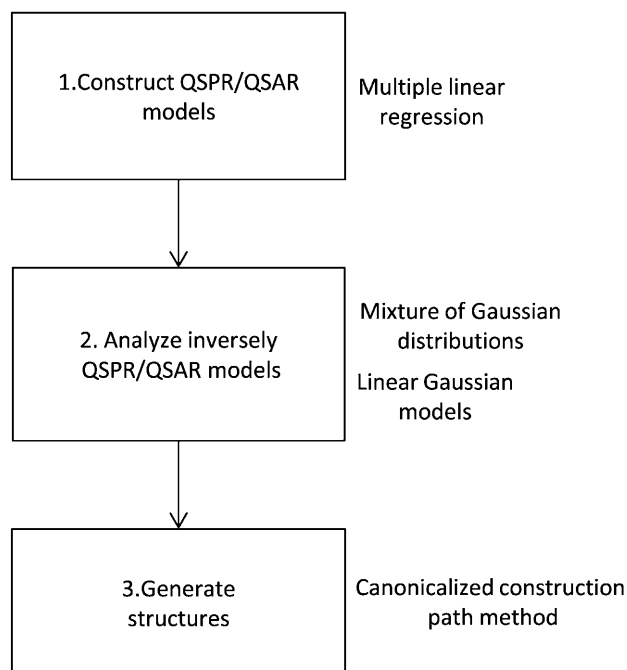 1.Construct QSPR/QSAR
models
Multiple linear
regression
2. Analyze inversely
QSPR/QSAR models
Mixture of Gaussian
distributions
Linear Gaussian
models
3.Generate
structures
Canonicalized construction
path method